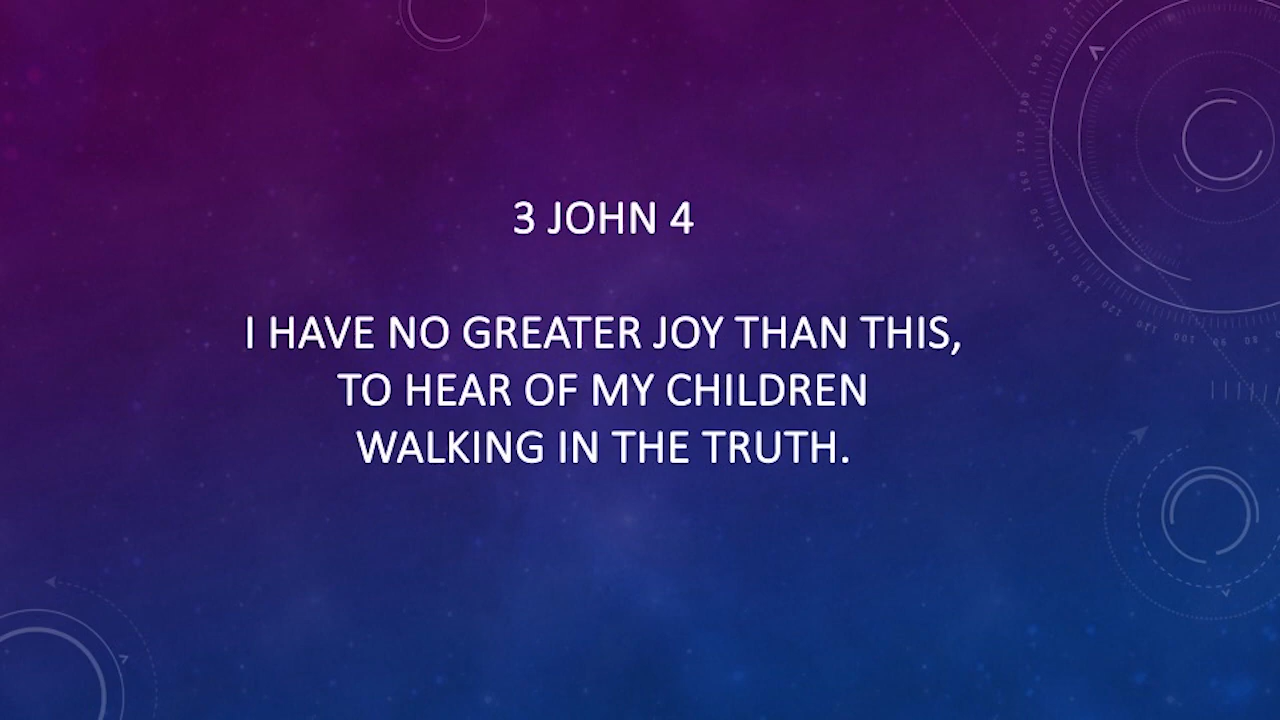 3 JOHN 4
I HAVE NO GREATER JOY THAN THIS,
TO HEAR OF MY CHILDREN
WALKING IN THE TRUTH.